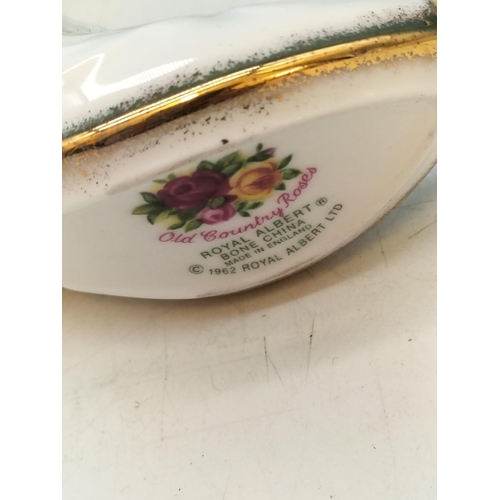 Old Country Roses
ROYAL ALBERT ®
BONE CHINA
MADE IN ENGLAND
© 1962 ROYAL ALBERT LTD